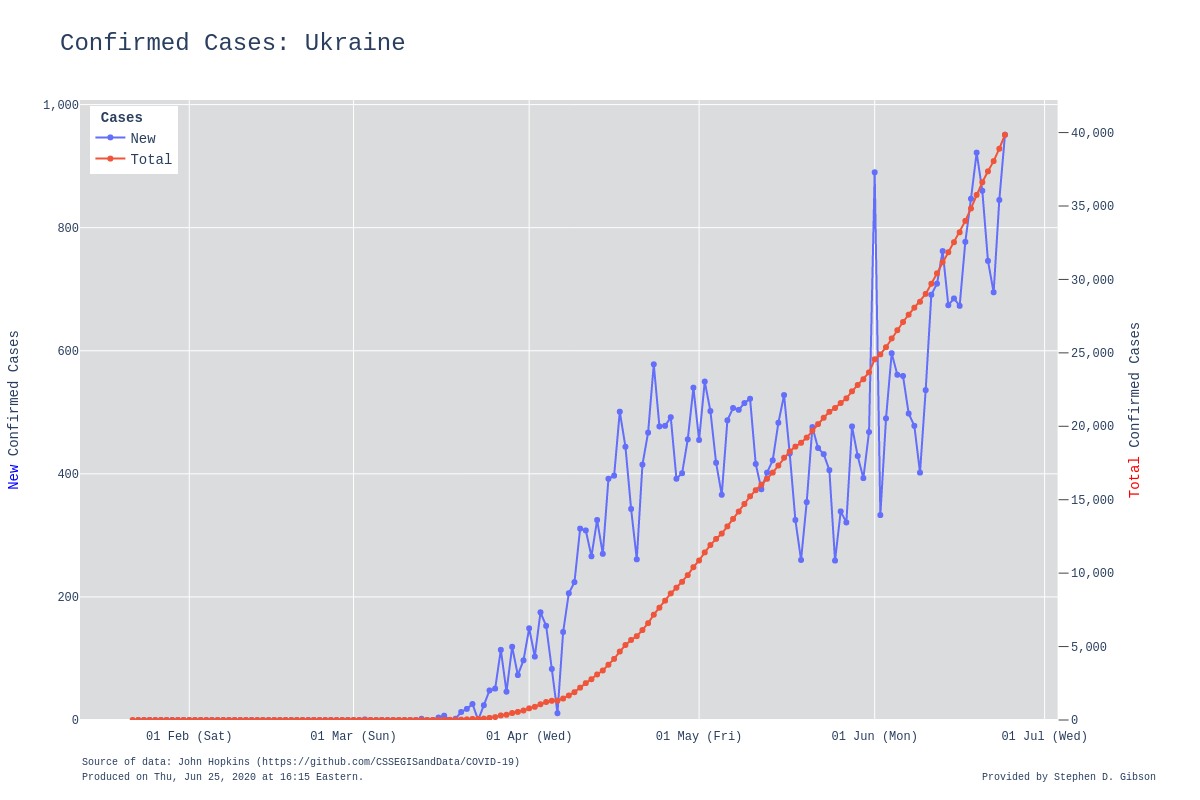 Confirmed Cases: Ukraine
Cases
New
Total
1,000
800
600
400
200
0
40,000
35,000
30,000
25,000
20,000
15,000
10,000
5,000
0
New Confirmed Cases
Total Confirmed Cases
01 Feb (Sat)
01 Mar (Sun)
01 Apr (Wed)
01 May (Fri)
01 Jun (Mon)
01 Jul (Wed)
Source of data: John Hopkins (https://github.com/CSSEGISandData/COVID-19)
Produced on Thu, Jun 25, 2020 at 16:15 Eastern.
Provided by Stephen D. Gibson